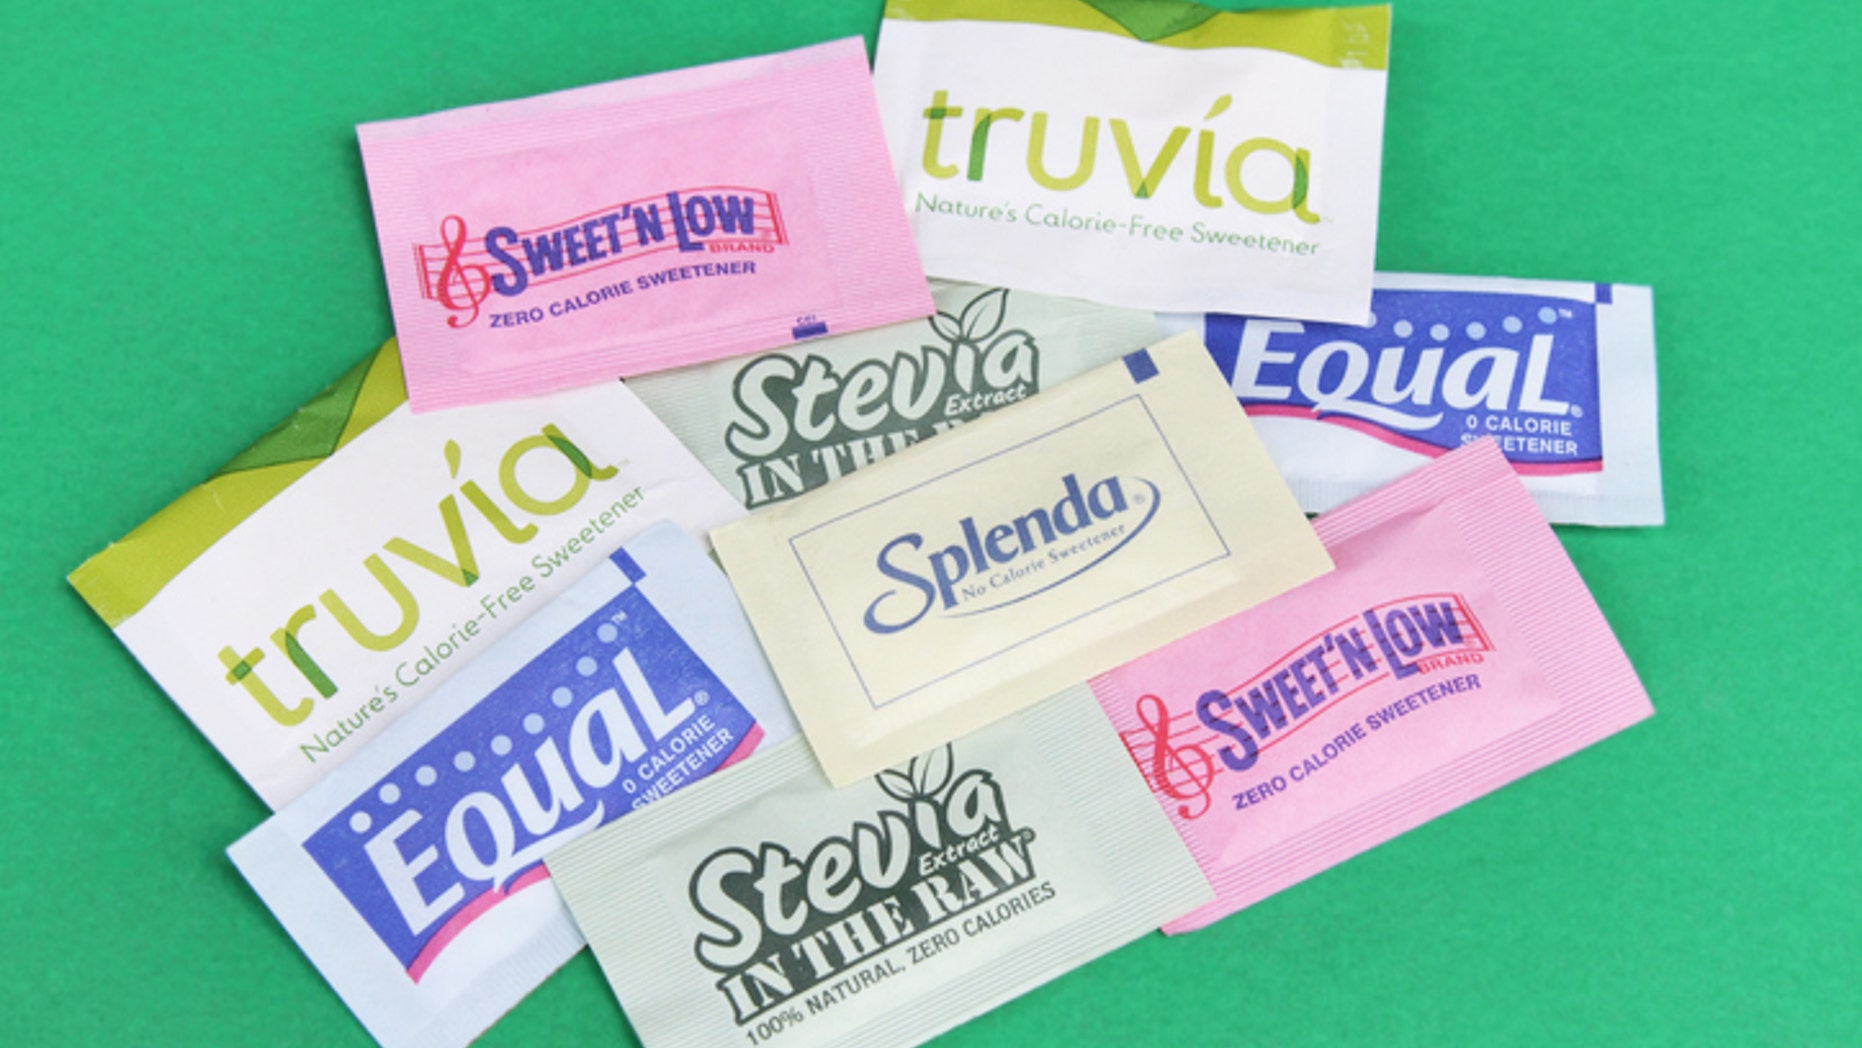 truvía
Nature's Calorie-Free Sweetener
SWEET'N LOW
BRAND
ZERO CALORIE SWEETENER
Stevia
Extract
IN THE
EQUAL®
™
0 CALORIE
SWEETENER
truvía
Nature's Calorie-Free Sweetener
Splenda®
No Calorie Sweetener
SWEET'N LOW
BRAND
ZERO CALORIE SWEETENER
EQUAL®
™
0 CALORIE
SWEETENER
Stevia
Extract
IN THE RAW®
100% NATURAL, ZERO CALORIES